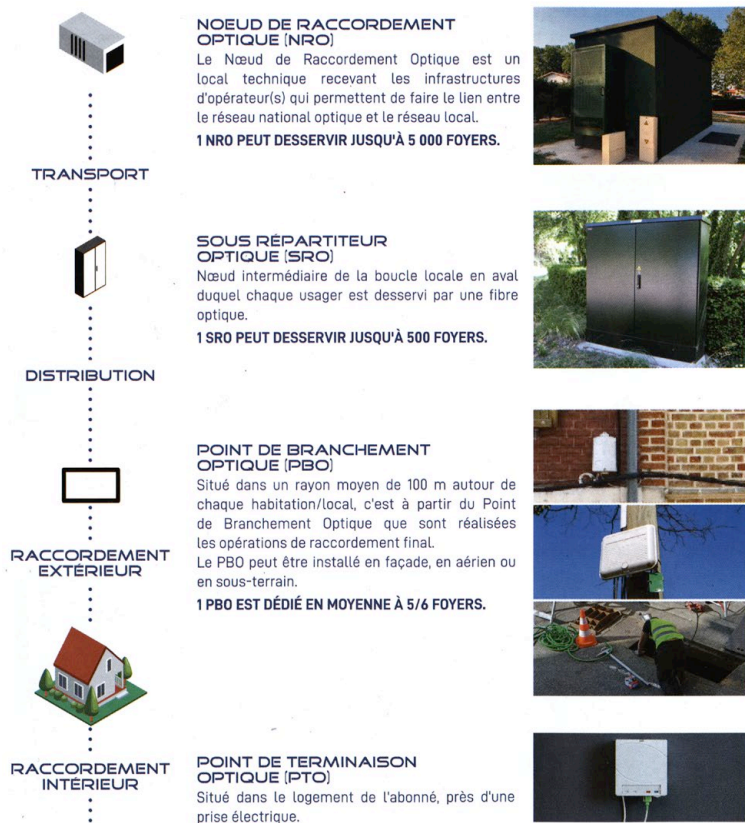 NOEUD DE RACCORDEMENT
OPTIQUE (NRO)
Le Nœud de Raccordement Optique est un
local technique recevant les infrastructures
d'opérateur(s) qui permettent de faire le lien entre
le réseau national optique et le réseau local.
1 NRO PEUT DESSERVIR JUSQU'À 5 000 FOYERS.
TRANSPORT
SOUS RÉPARTITEUR
OPTIQUE (SRO)
Nœud intermédiaire de la boucle locale en aval
duquel chaque usager est desservi par une fibre
optique.
1 SRO PEUT DESSERVIR JUSQU'À 500 FOYERS.
DISTRIBUTION
POINT DE BRANCHEMENT
OPTIQUE (PBO)
Situé dans un rayon moyen de 100 m autour de
chaque habitation/local, c'est à partir du Point
de Branchement Optique que sont réalisées
les opérations de raccordement final.
Le PBO peut être installé en façade, en aérien ou
en sous-terrain.
1 PBO EST DÉDIÉ EN MOYENNE À 5/6 FOYERS.
RACCORDEMENT
EXTÉRIEUR
RACCORDEMENT
INTÉRIEUR
POINT DE TERMINAISON
OPTIQUE (PTO)
Situé dans le logement de l'abonné, près d'une
prise électrique.